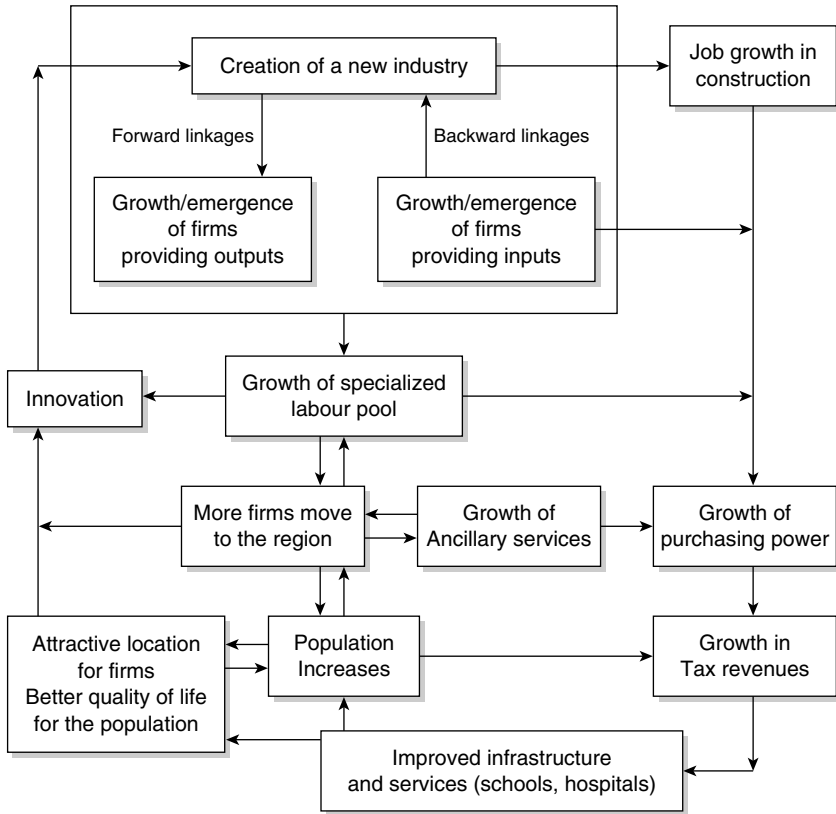 Creation of a new industry
Job growth in
construction
Forward linkages
Backward linkages
Growth/emergence
of firms
providing outputs
Growth/emergence
of firms
providing inputs
Innovation
Growth of specialized
labour pool
More firms move
to the region
Growth of
Ancillary services
Growth of
purchasing power
Attractive location
for firms
Better quality of life
for the population
Population
Increases
Growth in
Tax revenues
Improved infrastructure
and services (schools, hospitals)